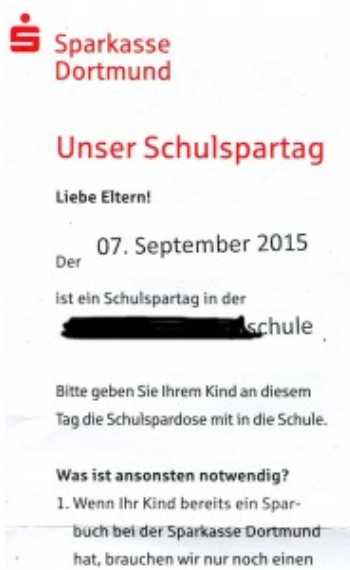 Sparkasse
Dortmund
Unser Schulspartag
Liebe Eltern!
Der 07. September 2015
ist ein Schulspartag in der
schule
Bitte geben Sie Ihrem Kind an diesem
Tag die Schulspardose mit in die Schule.
Was ist ansonsten notwendig?
1. Wenn Ihr Kind bereits ein Spar-
buch bei der Sparkasse Dortmund
hat, brauchen wir nur noch einen